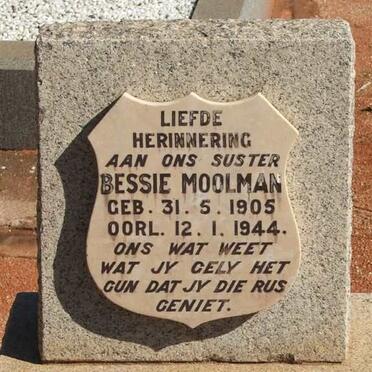 LIEFDE
HERINNERING
AAN ONS SUSTER
BESSIE MOOLMAN
GEB. 31. 5. 1905
OORL. 12. 1. 1944.
ONS WAT WEET
WAT JY GELY HET
GUN DAT JY DIE RUS
GENIET.